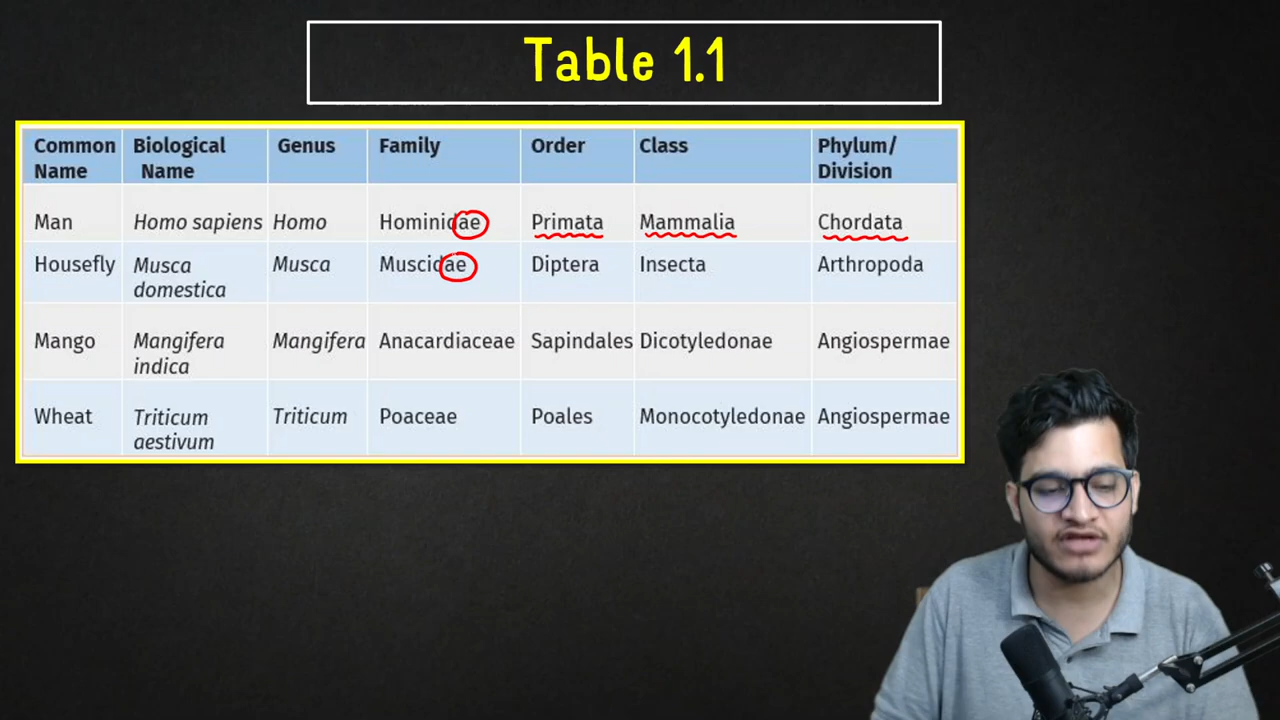 Table 1.1
Common Name | Biological Name | Genus | Family | Order | Class | Phylum/ Division
Man | Homo sapiens | Homo | Hominidae | Primata | Mammalia | Chordata
Housefly | Musca domestica | Musca | Muscidae | Diptera | Insecta | Arthropoda
Mango | Mangifera indica | Mangifera | Anacardiaceae | Sapindales | Dicotyledonae | Angiospermae
Wheat | Triticum aestivum | Triticum | Poaceae | Poales | Monocotyledonae | Angiospermae